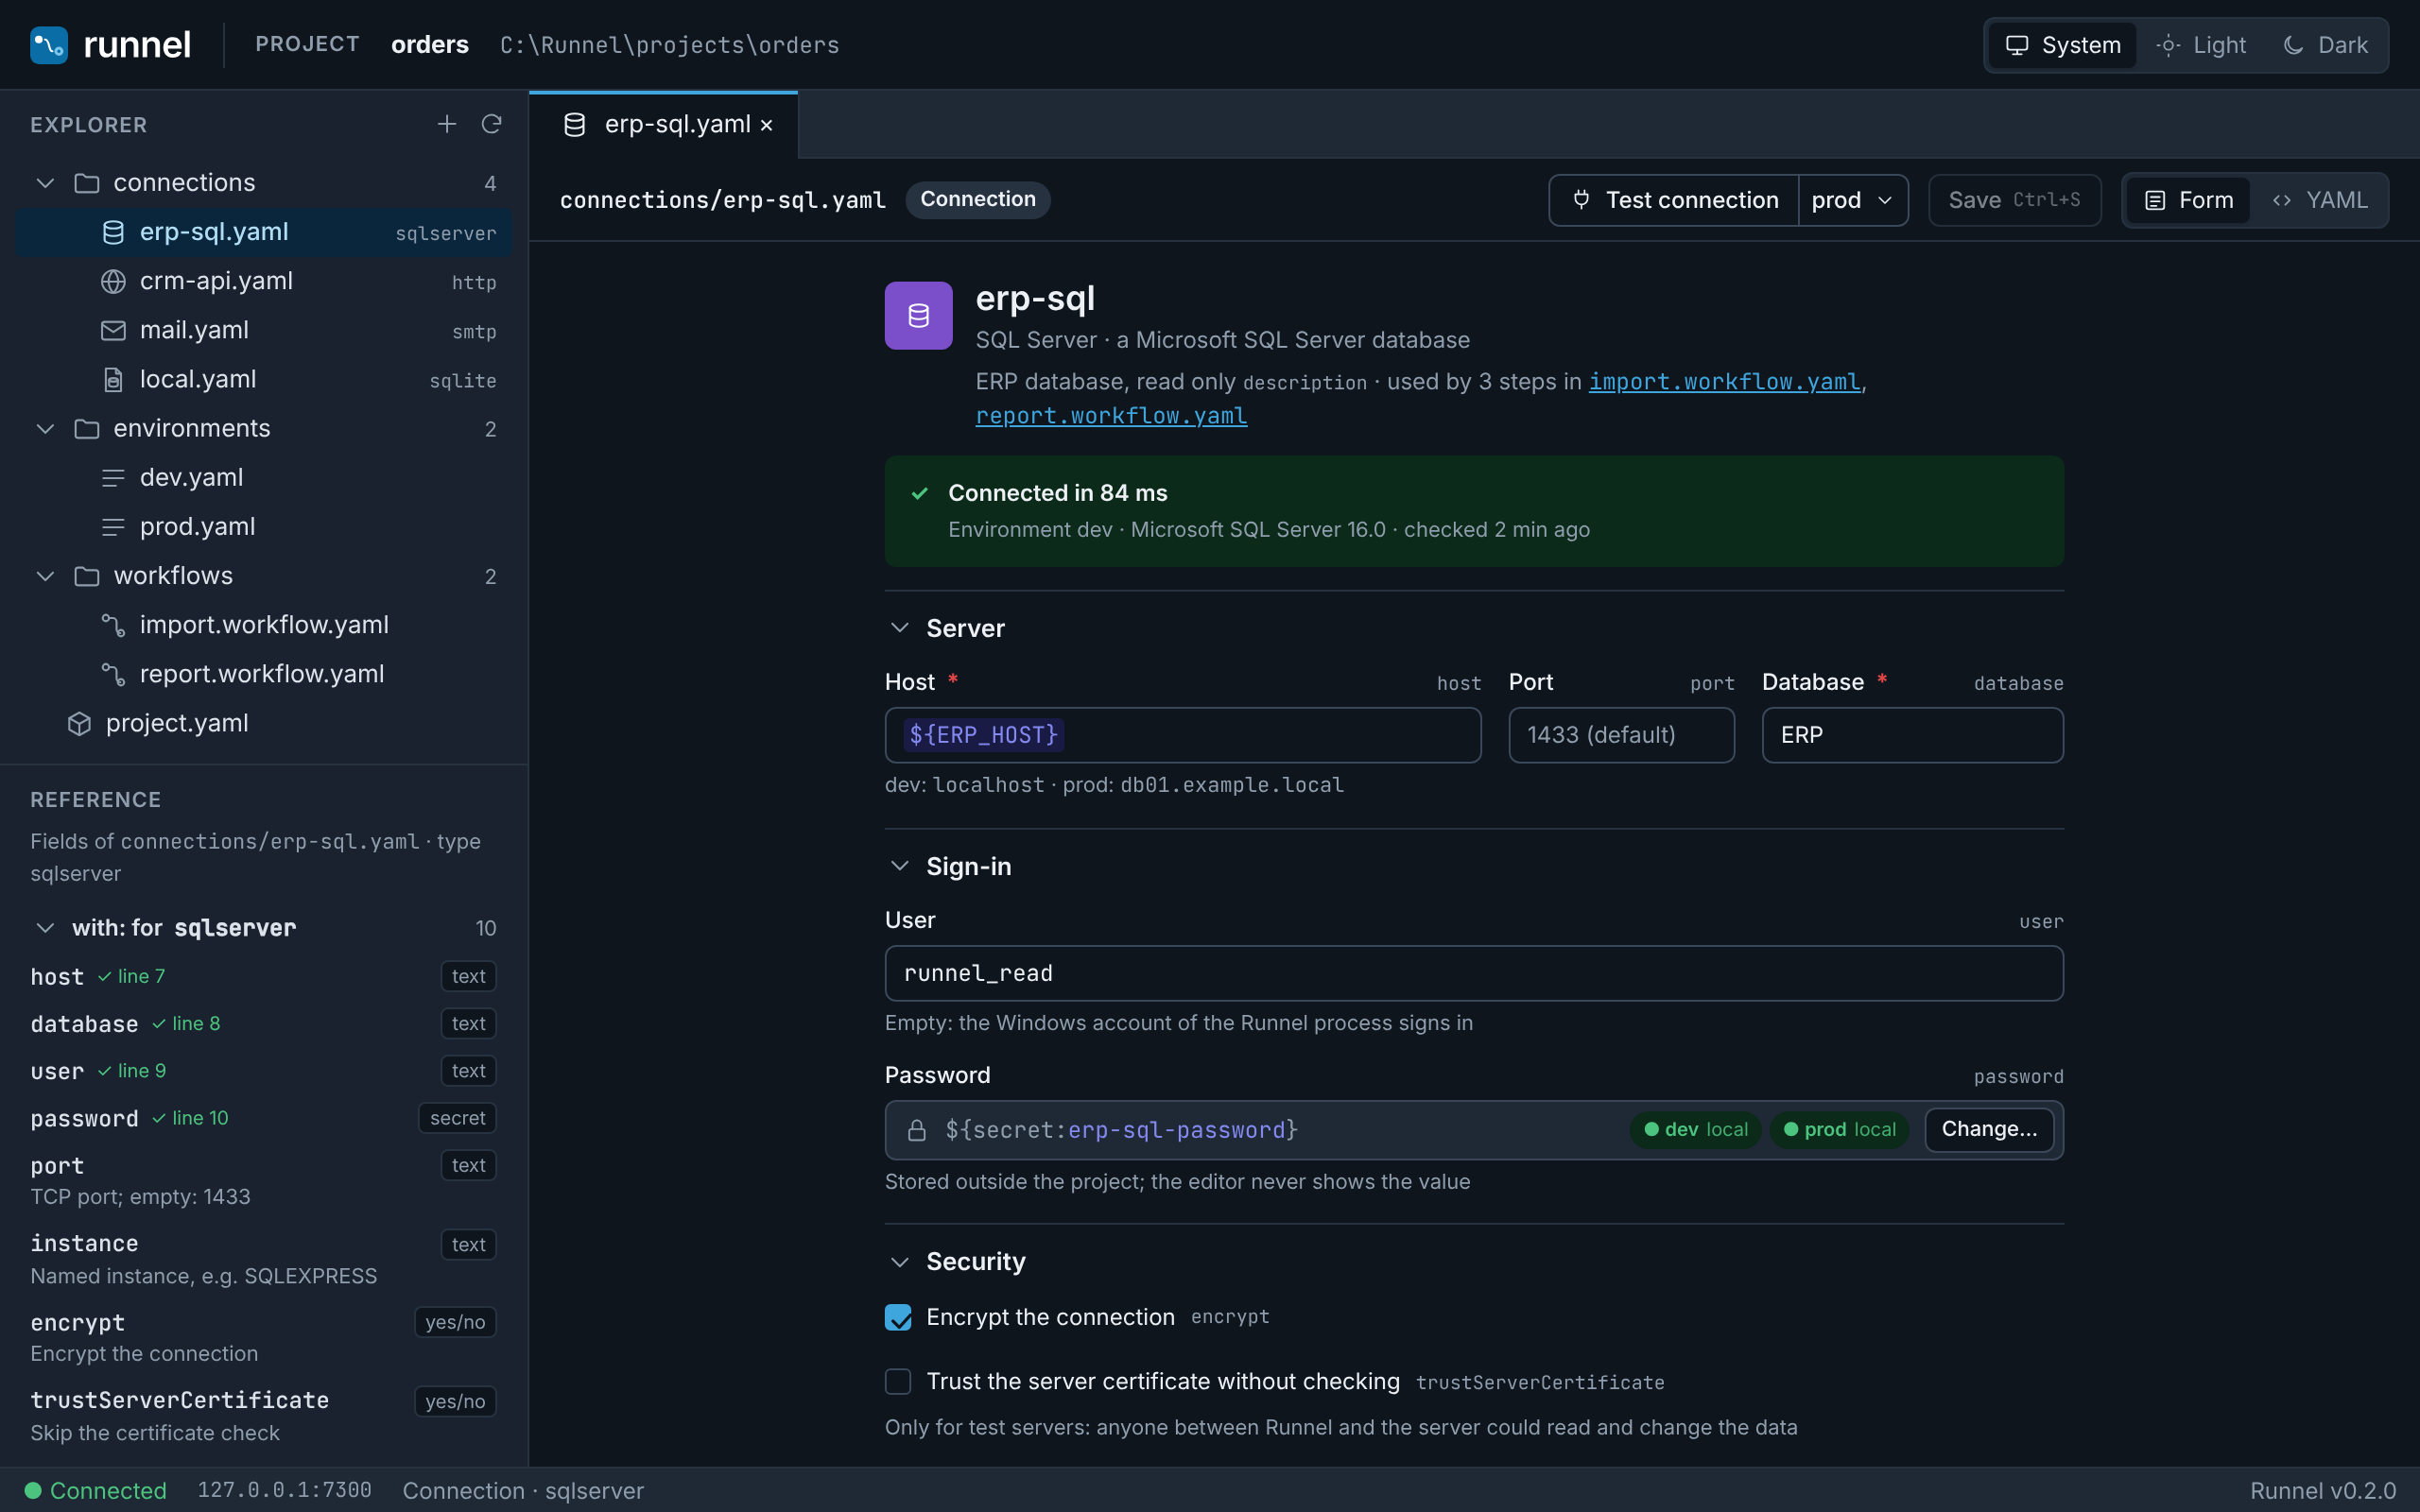 runnel PROJECT orders C:\Runnel\projects\orders System Light Dark
EXPLORER
connections 4
erp-sql.yaml sqlserver
crm-api.yaml http
mail.yaml smtp
local.yaml sqlite
environments 2
dev.yaml
prod.yaml
workflows 2
import.workflow.yaml
report.workflow.yaml
project.yaml
REFERENCE
Fields of connections/erp-sql.yaml · type
sqlserver
with: for sqlserver 10
host ✓ line 7 text
database ✓ line 8 text
user ✓ line 9 text
password ✓ line 10 secret
port text
TCP port; empty: 1433
instance text
Named instance, e.g. SQLEXPRESS
encrypt yes/no
Encrypt the connection
trustServerCertificate yes/no
Skip the certificate check
erp-sql.yaml ×
connections/erp-sql.yaml Connection Test connection prod Save Ctrl+S Form YAML
erp-sql
SQL Server · a Microsoft SQL Server database
ERP database, read only description · used by 3 steps in import.workflow.yaml,
report.workflow.yaml
Connected in 84 ms
Environment dev · Microsoft SQL Server 16.0 · checked 2 min ago
Server
Host * host Port port Database * database
${ERP_HOST} 1433 (default) ERP
dev: localhost · prod: db01.example.local
Sign-in
User user
runnel_read
Empty: the Windows account of the Runnel process signs in
Password password
${secret:erp-sql-password} dev local prod local Change...
Stored outside the project; the editor never shows the value
Security
Encrypt the connection encrypt
Trust the server certificate without checking trustServerCertificate
Only for test servers: anyone between Runnel and the server could read and change the data
Connected 127.0.0.1:7300 Connection · sqlserver Runnel v0.2.0